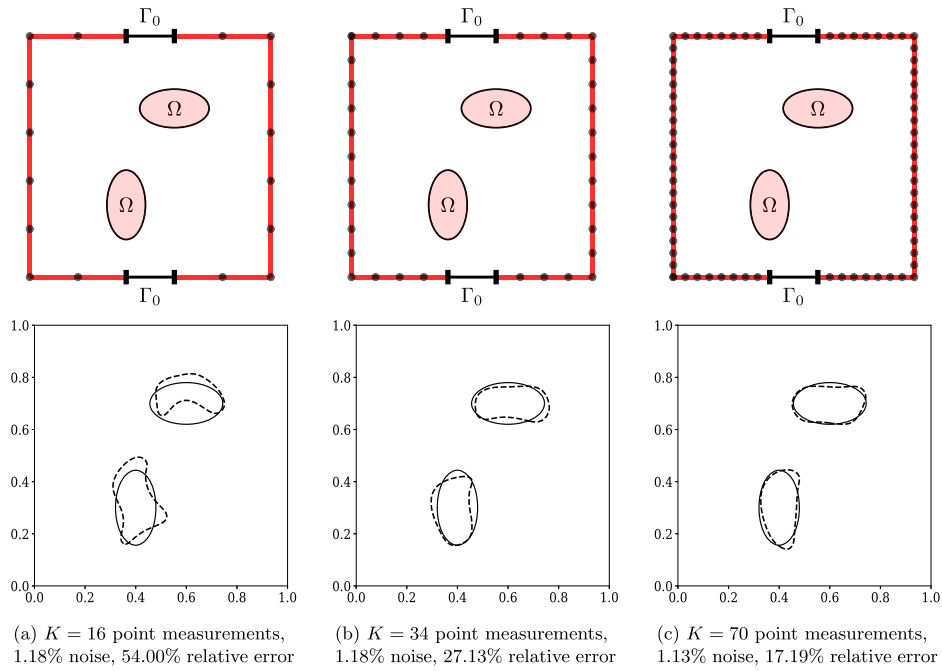 Γ₀ Γ₀ Γ₀
Ω Ω Ω
Ω Ω Ω
Γ₀ Γ₀ Γ₀
1.0 1.0 1.0
0.8 0.8 0.8
0.6 0.6 0.6
0.4 0.4 0.4
0.2 0.2 0.2
0.0 0.0 0.0
0.0 0.2 0.4 0.6 0.8 1.0 0.0 0.2 0.4 0.6 0.8 1.0 0.0 0.2 0.4 0.6 0.8 1.0
(a) K = 16 point measurements,
1.18% noise, 54.00% relative error
(b) K = 34 point measurements,
1.18% noise, 27.13% relative error
(c) K = 70 point measurements,
1.13% noise, 17.19% relative error